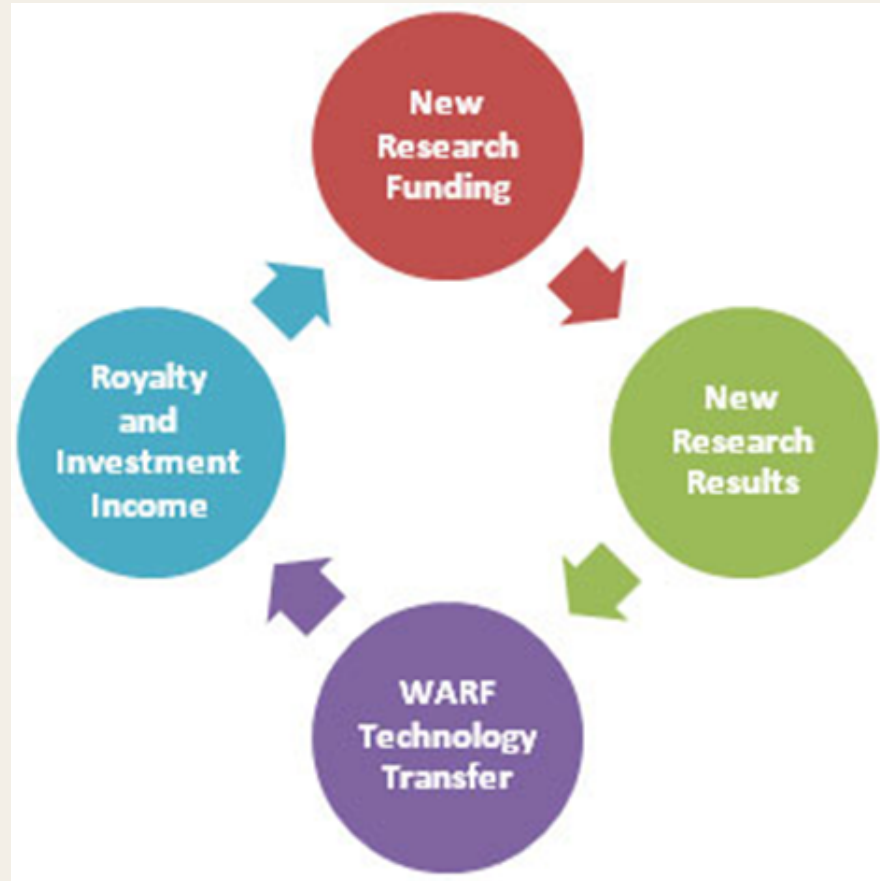 New
Research
Funding
New
Research
Results
WARF
Technology
Transfer
Royalty
and
Investment
Income